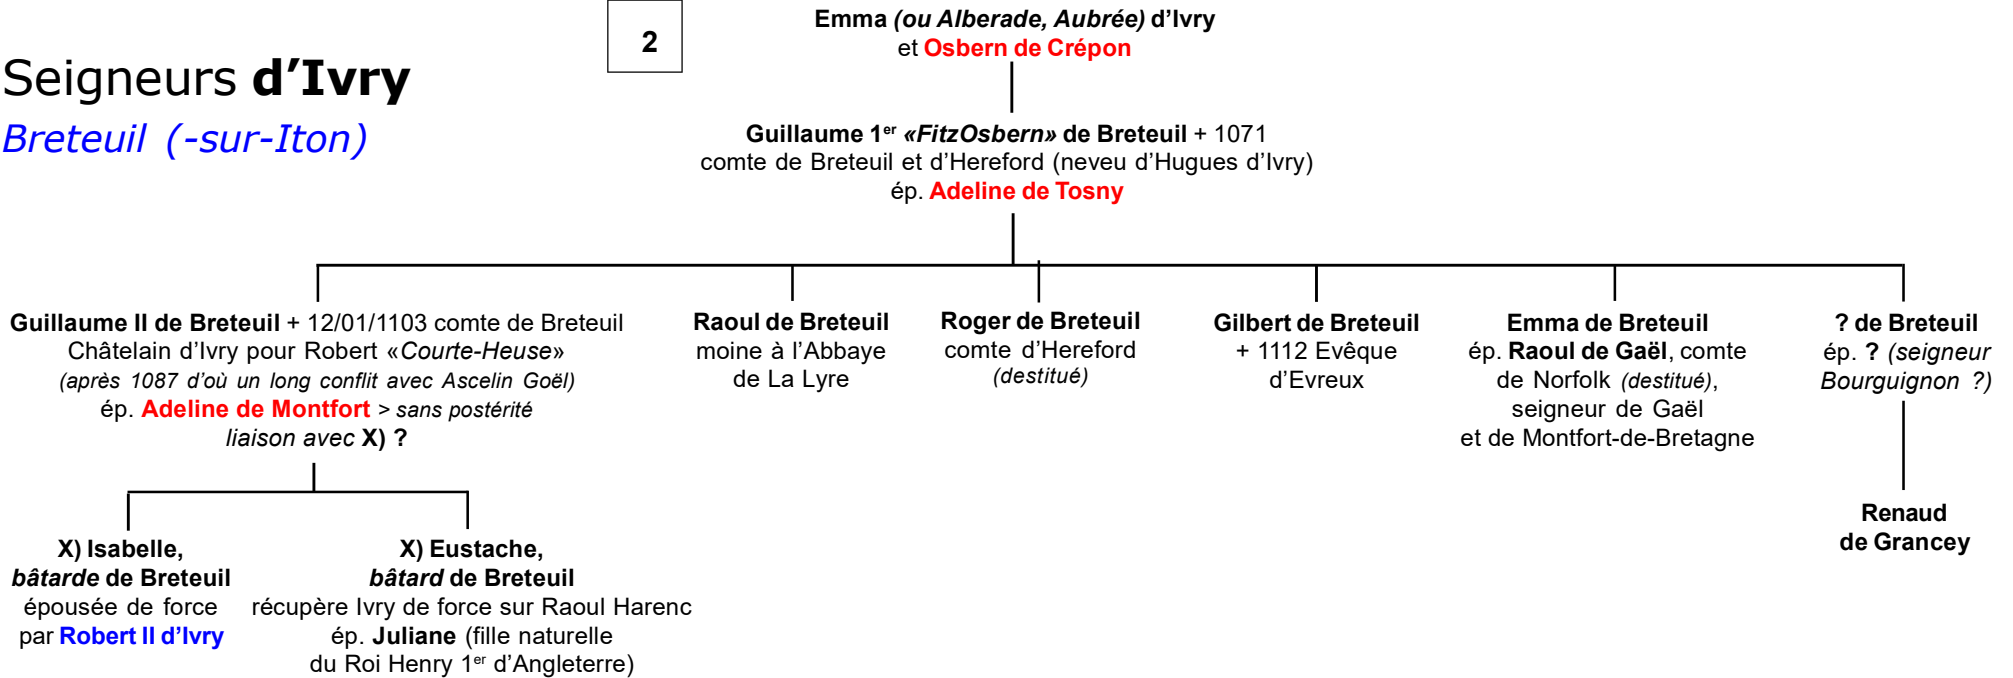 Seigneurs d’Ivry
Breteuil (-sur-Iton)
2
Emma (ou Alberade, Aubrée) d’Ivry
et Osbern de Crépon
Guillaume 1er «FitzOsbern» de Breteuil + 1071
comte de Breteuil et d’Hereford (neveu d’Hugues d’Ivry)
ép. Adeline de Tosny
Guillaume II de Breteuil + 12/01/1103 comte de Breteuil
Châtelain d’Ivry pour Robert «Courte-Heuse»
(après 1087 d’où un long conflit avec Ascelin Goël)
ép. Adeline de Montfort > sans postérité
liaison avec X) ?
Raoul de Breteuil
moine à l’Abbaye
de La Lyre
Roger de Breteuil
comte d’Hereford
(destitué)
Gilbert de Breteuil
+ 1112 Evêque
d’Evreux
Emma de Breteuil
ép. Raoul de Gaël, comte
de Norfolk (destitué),
seigneur de Gaël
et de Montfort-de-Bretagne
? de Breteuil
ép. ? (seigneur
Bourguignon ?)
X) Isabelle,
bâtarde de Breteuil
épousée de force
par Robert II d’Ivry
X) Eustache,
bâtard de Breteuil
récupère Ivry de force sur Raoul Harenc
ép. Juliane (fille naturelle
du Roi Henry 1er d’Angleterre)
Renaud
de Grancey